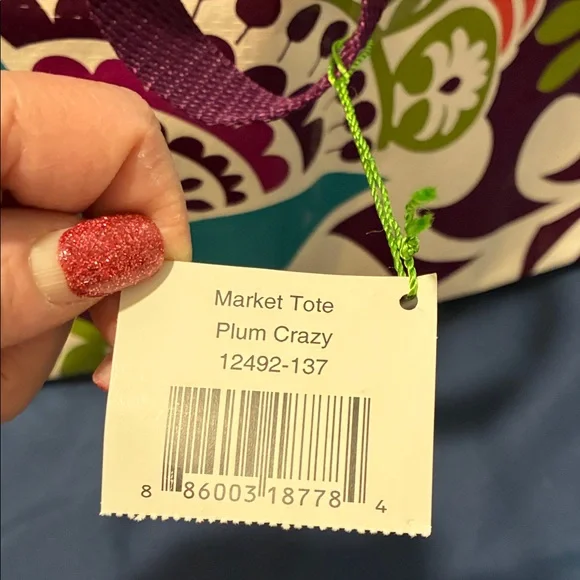 Market Tote
Plum Crazy
12492-137
8 86003 18778 4